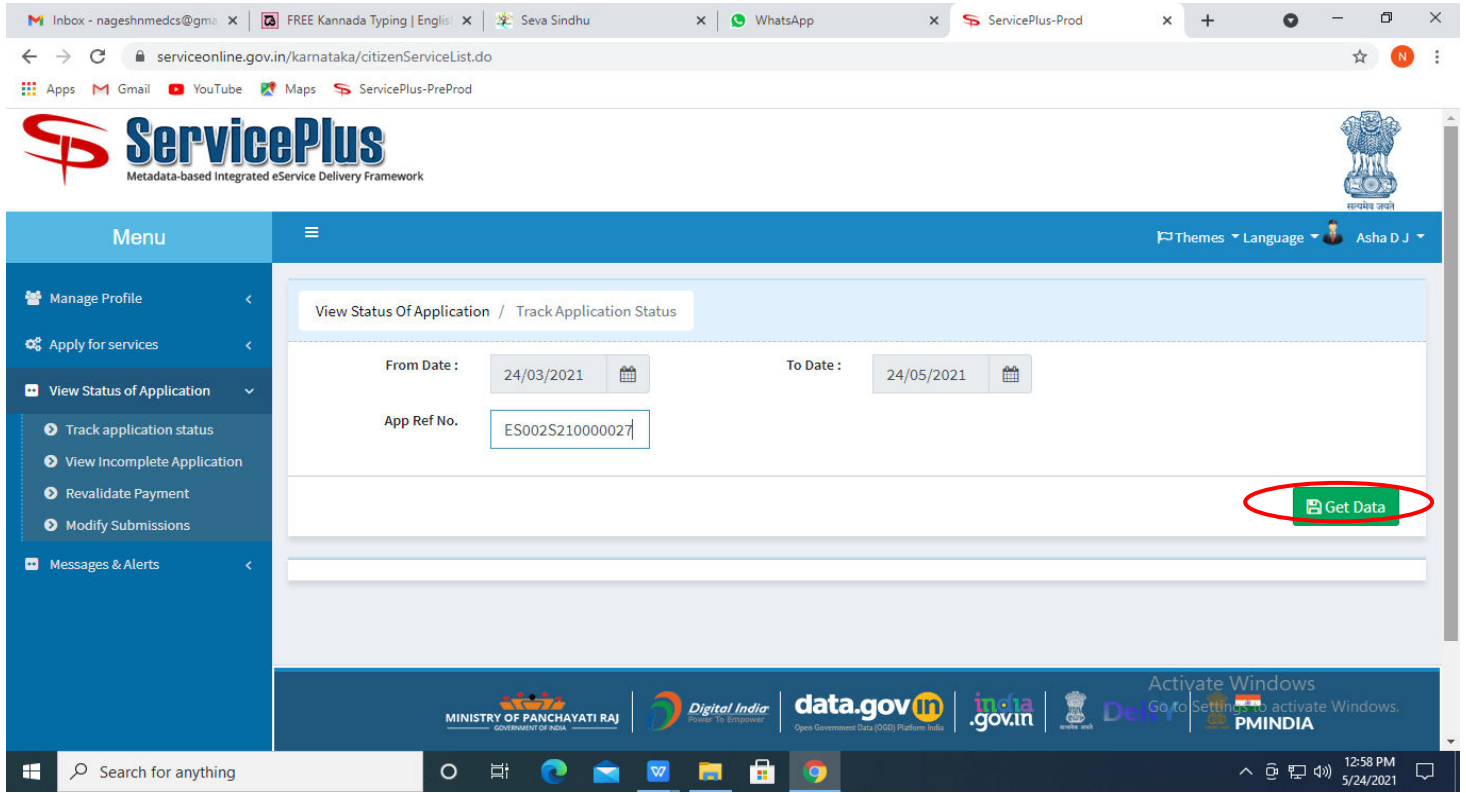 Inbox - nageshnmedcs@gma
FREE Kannada Typing | Englis
Seva Sindhu
WhatsApp
ServicePlus-Prod
serviceonline.gov.in/karnataka/citizenServiceList.do
N
Apps
Gmail
YouTube
Maps
ServicePlus-PreProd
ServicePlus
Metadata-based Integrated eService Delivery Framework
सत्यमेव जयते
Menu
Themes
Language
Asha D J
Manage Profile
Apply for services
View Status of Application
Track application status
View Incomplete Application
Revalidate Payment
Modify Submissions
Messages & Alerts
View Status Of Application / Track Application Status
From Date :
24/03/2021
To Date :
24/05/2021
App Ref No.
ES002S210000027
Get Data
MINISTRY OF PANCHAYATI RAJ
GOVERNMENT OF INDIA
Digital India
Power To Empower
data.gov in
Open Government Data (OGD) Platform India
india
.gov.in
सत्यमेव जयते
PMINDIA
Activate Windows
Go to Settings to activate Windows.
Search for anything
12:58 PM
5/24/2021